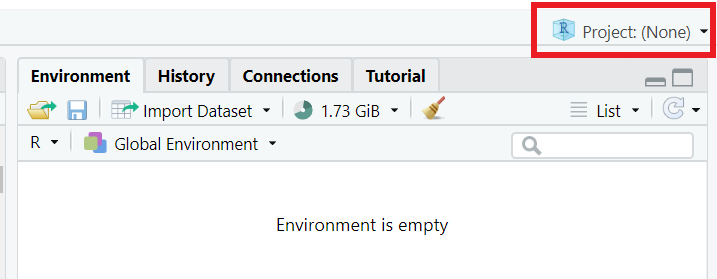 R Project: (None)
Environment History Connections Tutorial
Import Dataset 1.73 GiB List
R Global Environment
Environment is empty